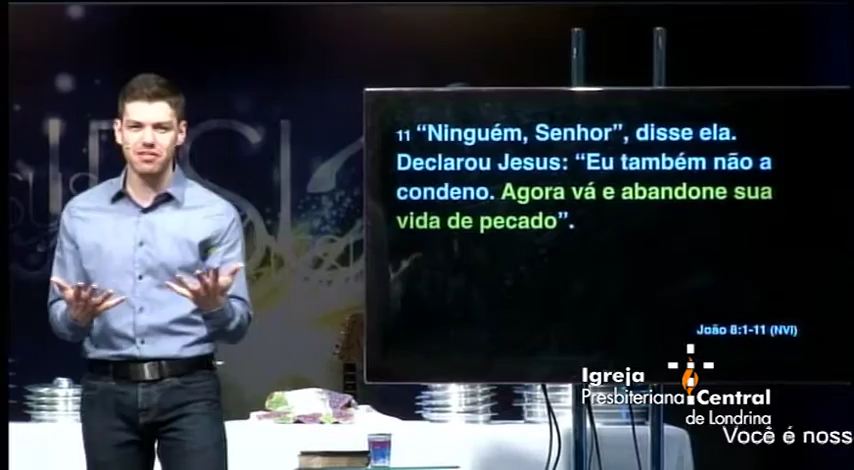 11 “Ninguém, Senhor”, disse ela.
Declarou Jesus: “Eu também não a
condeno. Agora vá e abandone sua
vida de pecado”.
João 8:1-11 (NVI)
Igreja
Presbiteriana Central
de Londrina
Você é noss